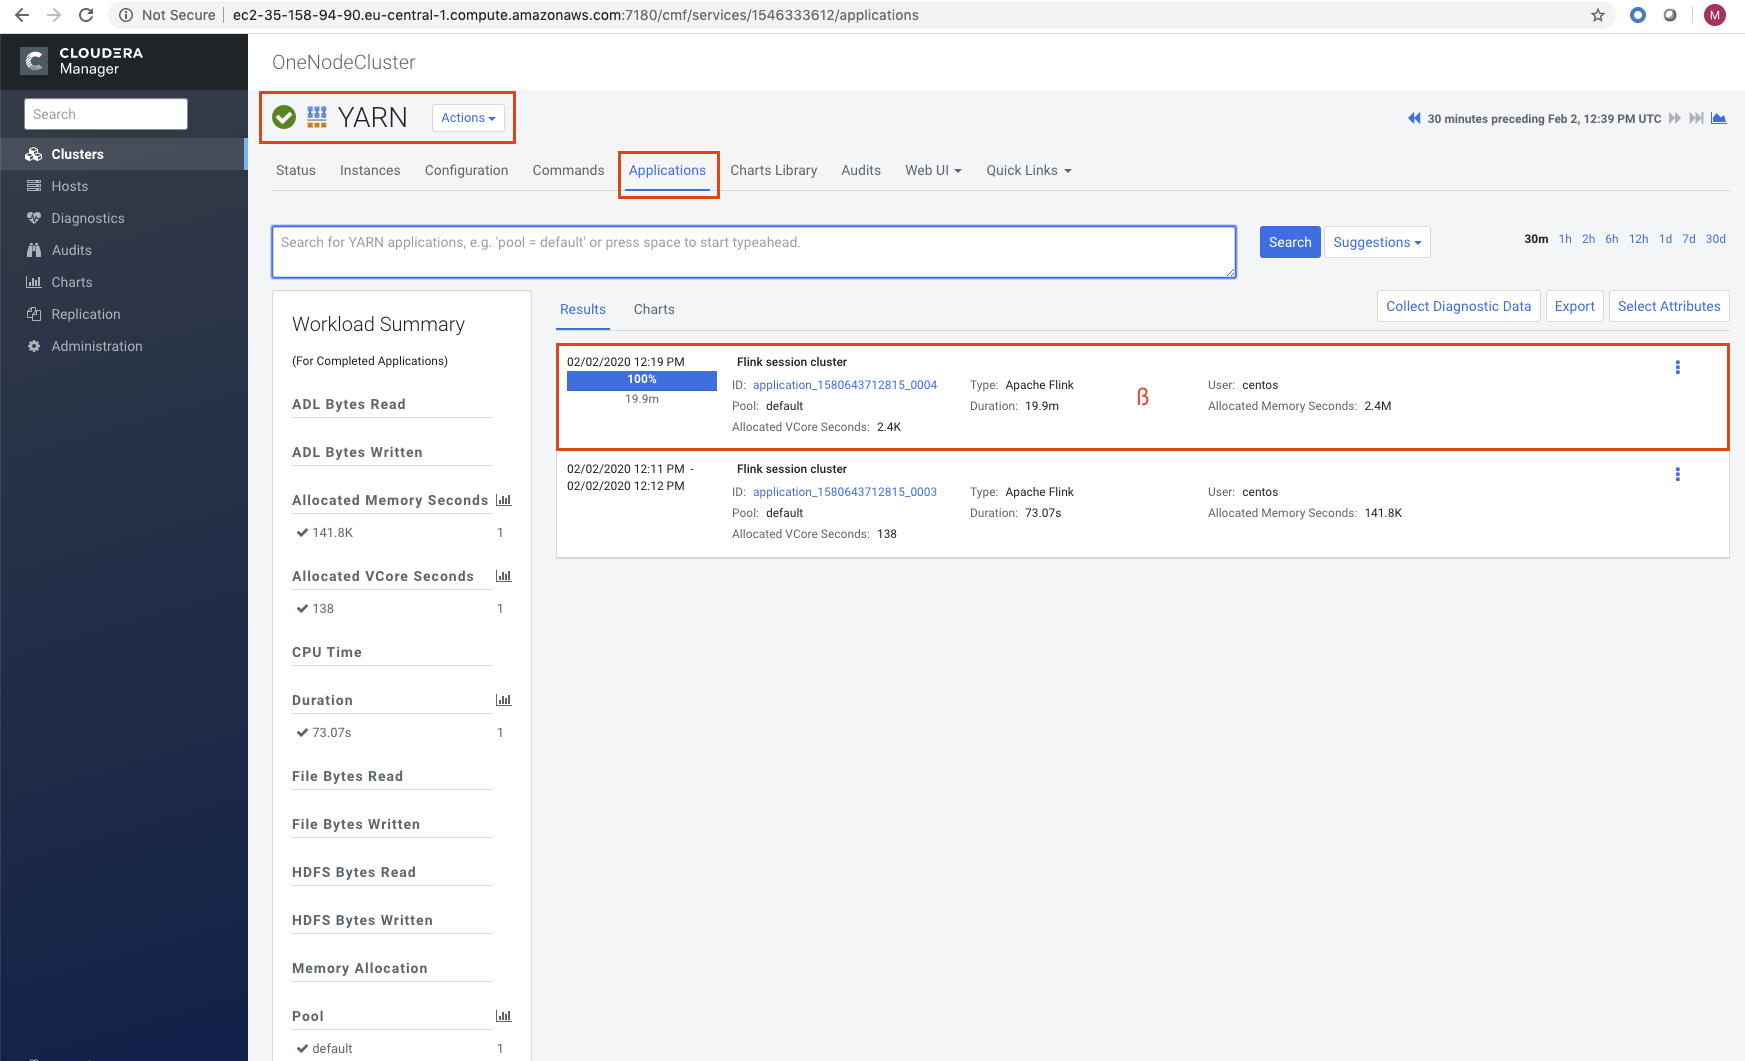 Not Secure | ec2-35-158-94-90.eu-central-1.compute.amazonaws.com:7180/cmf/services/1546333612/applications
M
CLOUDERA
Manager
Search
Clusters
Hosts
Diagnostics
Audits
Charts
Replication
Administration
OneNodeCluster
YARN
Actions
30 minutes preceding Feb 2, 12:39 PM UTC
Status Instances Configuration Commands Applications Charts Library Audits Web UI Quick Links
Search for YARN applications, e.g. 'pool = default' or press space to start typeahead.
Search
Suggestions
30m 1h 2h 6h 12h 1d 7d 30d
Workload Summary
(For Completed Applications)
ADL Bytes Read
ADL Bytes Written
Allocated Memory Seconds
141.8K 1
Allocated VCore Seconds
138 1
CPU Time
Duration
73.07s 1
File Bytes Read
File Bytes Written
HDFS Bytes Read
HDFS Bytes Written
Memory Allocation
Pool
default 1
Results Charts
Collect Diagnostic Data Export Select Attributes
02/02/2020 12:19 PM
100%
19.9m
Flink session cluster
ID: application_1580643712815_0004 Type: Apache Flink User: centos
Pool: default Duration: 19.9m Allocated Memory Seconds: 2.4M
Allocated VCore Seconds: 2.4K
ß
02/02/2020 12:11 PM -
02/02/2020 12:12 PM
Flink session cluster
ID: application_1580643712815_0003 Type: Apache Flink User: centos
Pool: default Duration: 73.07s Allocated Memory Seconds: 141.8K
Allocated VCore Seconds: 138